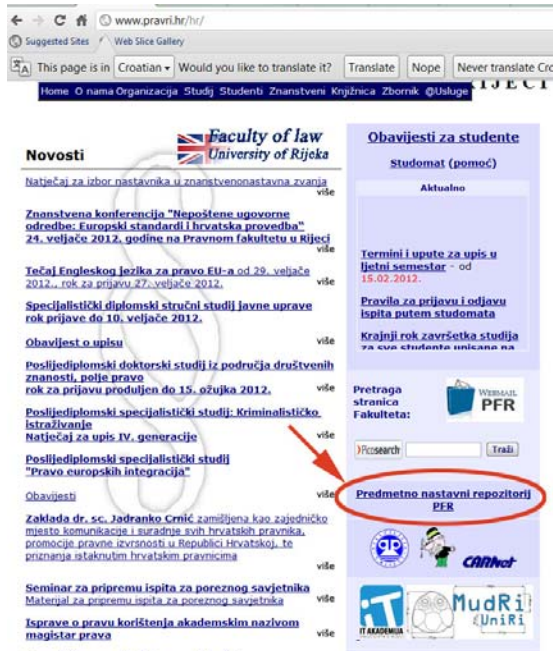 www.pravri.hr/hr/
Suggested Sites Web Slice Gallery
This page is in Croatian Would you like to translate it? Translate Nope Never translate Cro
Home O nama Organizacija Studij Studenti Znanstveni Knjižnica Zbornik @Usluge
Faculty of law
University of Rijeka
Novosti
Natječaj za izbor nastavnika u znanstvenonastavna zvanja
više
Znanstvena konferencija "Nepoštene ugovorne
odredbe: Europski standardi i hrvatska provedba"
24. veljače 2012. godine na Pravnom fakultetu u Rijeci
više
Tečaj Engleskog jezika za pravo EU-a od 29. veljače
2012., rok za prijavu 27. veljače 2012. više
Specijalistički diplomski stručni studij javne uprave
rok prijave do 10. veljače 2012.
Obavijest o upisu više
Poslijediplomski doktorski studij iz područja društvenih
znanosti, polje pravo
rok za prijavu produljen do 15. ožujka 2012. više
Poslijediplomski specijalistički studij: Kriminalističko
istraživanje
Natječaj za upis IV. generacije više
Poslijediplomski specijalistički studij
"Pravo europskih integracija"
Obavijesti više
Zaklada dr. sc. Jadranko Crnić zamišljena kao zajedničko
mjesto komunikacije i suradnje svih hrvatskih pravnika,
promocije pravne izvrsnosti u Republici Hrvatskoj, te
priznanja istaknutim hrvatskim pravnicima
više
Seminar za pripremu ispita za poreznog savjetnika
Materijal za pripremu ispita za poreznog savjetnika više
Isprave o pravu korištenja akademskim nazivom
magistar prava više
Obavijesti za studente
Studomat (pomoć)
Aktualno
Termini i upute za upis u
ljetni semestar - od
15.02.2012.
Pravila za prijavu i odjavu
ispita putem studomata
Krajnji rok završetka studija
za sve studente upisane na
Pretraga
stranica
Fakulteta:
WEBMAIL
PFR
Picosearch Traži
Predmetno nastavni repozitorij
PFR
CARNet
IT AKADEMIJA
MudRi
(UniRi